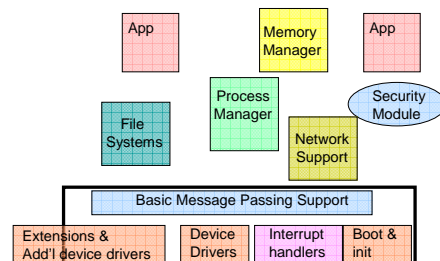 App
Memory
Manager
App
Process
Manager
Security
Module
File
Systems
Network
Support
Basic Message Passing Support
Extensions &
Add'l device drivers
Device
Drivers
Interrupt
handlers
Boot &
init